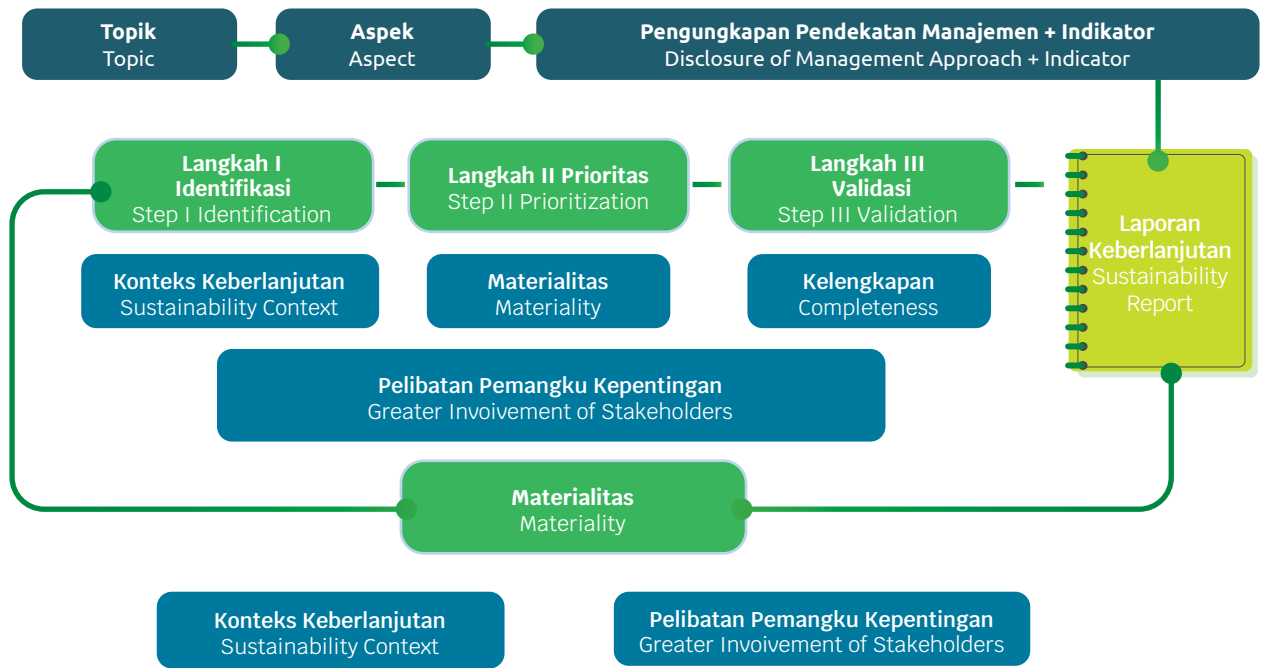 Topik
Topic
Aspek
Aspect
Pengungkapan Pendekatan Manajemen + Indikator
Disclosure of Management Approach + Indicator
Langkah I
Identifikasi
Step I Identification
Langkah II Prioritas
Step II Prioritization
Langkah III
Validasi
Step III Validation
Laporan
Keberlanjutan
Sustainability
Report
Konteks Keberlanjutan
Sustainability Context
Materialitas
Materiality
Kelengkapan
Completeness
Pelibatan Pemangku Kepentingan
Greater Invoivement of Stakeholders
Materialitas
Materiality
Konteks Keberlanjutan
Sustainability Context
Pelibatan Pemangku Kepentingan
Greater Invoivement of Stakeholders